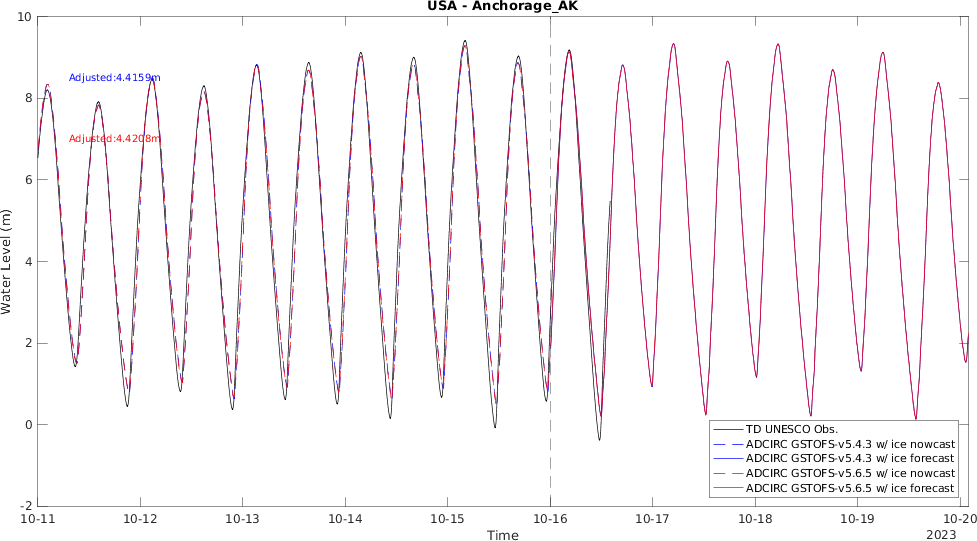 USA - Anchorage_AK
10
8
6
4
2
0
-2
Water Level (m)
Adjusted:4.4159m
Adjusted:4.4208m
TD UNESCO Obs.
ADCIRC GSTOFS-v5.4.3 w/ ice nowcast
ADCIRC GSTOFS-v5.4.3 w/ ice forecast
ADCIRC GSTOFS-v5.6.5 w/ ice nowcast
ADCIRC GSTOFS-v5.6.5 w/ ice forecast
10-11 10-12 10-13 10-14 10-15 10-16 10-17 10-18 10-19 10-20
Time
2023